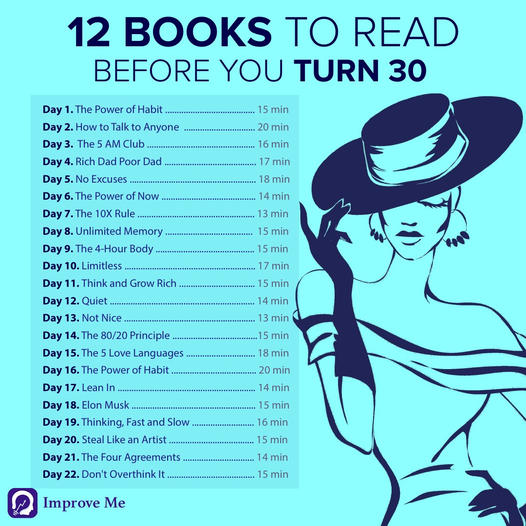 12 BOOKS TO READ
BEFORE YOU TURN 30
Day 1. The Power of Habit ........................................ 15 min
Day 2. How to Talk to Anyone ................................ 20 min
Day 3. The 5 AM Club ................................................ 16 min
Day 4. Rich Dad Poor Dad ......................................... 17 min
Day 5. No Excuses ........................................................ 18 min
Day 6. The Power of Now .......................................... 14 min
Day 7. The 10X Rule .................................................... 13 min
Day 8. Unlimited Memory ....................................... 15 min
Day 9. The 4-Hour Body ............................................ 15 min
Day 10. Limitless .......................................................... 17 min
Day 11. Think and Grow Rich ................................... 15 min
Day 12. Quiet ................................................................. 14 min
Day 13. Not Nice ........................................................... 13 min
Day 14. The 80/20 Principle ......................................15 min
Day 15. The 5 Love Languages ................................ 18 min
Day 16. The Power of Habit ....................................... 20 min
Day 17. Lean In .............................................................. 14 min
Day 18. Elon Musk ........................................................ 15 min
Day 19. Thinking, Fast and Slow .............................. 16 min
Day 20. Steal Like an Artist ....................................... 15 min
Day 21. The Four Agreements ................................. 14 min
Day 22. Don't Overthink It ........................................ 15 min
Improve Me